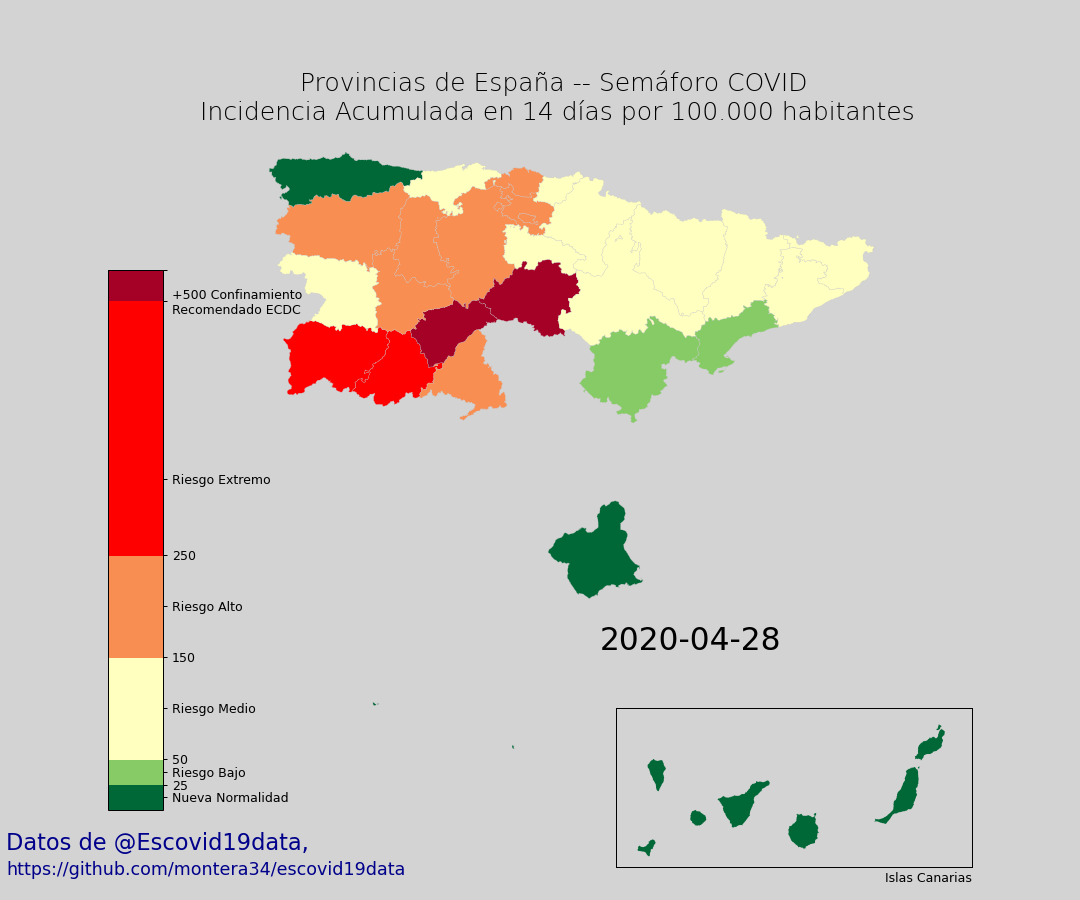 Provincias de España -- Semáforo COVID
Incidencia Acumulada en 14 días por 100.000 habitantes
+500 Confinamiento
Recomendado ECDC
Riesgo Extremo
250
Riesgo Alto
150
Riesgo Medio
50
Riesgo Bajo
25
Nueva Normalidad
2020-04-28
Islas Canarias
Datos de @Escovid19data,
https://github.com/montera34/escovid19data